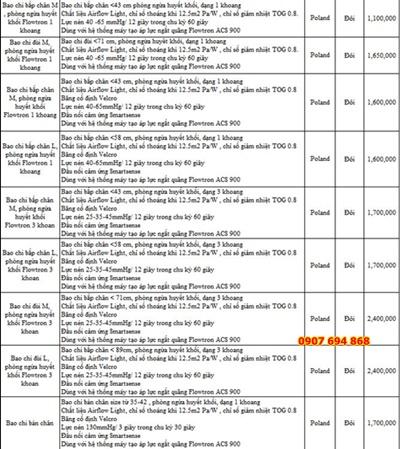 Bao chi bắp chân M , phòng ngừa huyết khối Flowtron 1 khoang
Bao chi bắp chân <43 cm phòng ngừa huyết khối, dạng 1 khoang
Chất liệu Airflow Light, chỉ số thoáng khí 12.5m2 Pa/W , chỉ số giảm nhiệt TOG 0.8.
Lực nén 40 -65 mmHg/ 12 giây trong chu kỳ 60 giây
Dùng với hệ thống máy tạo áp lực ngắt quãng Flowtron ACS 900
Poland
Đôi
1,100,000
Bao chi đùi M, phòng ngừa huyết khối Flowtron 1 khoang
Bao chi đùi <71 cm, phòng ngừa huyết khối, dạng 1 khoang
Chất liệu Airflow Light, chỉ số thoáng khí 12.5m2 Pa/W , chỉ số giảm nhiệt TOG 0.8.
Lực nén 40 -65 mmHg/ 12 giây trong chu kỳ 60 giây
Dùng với hệ thống máy tạo áp lực ngắt quãng Flowtron ACS 900
Poland
Đôi
1,650,000
Bao chi bắp chân M, phòng ngừa huyết khối Flowtron 1 khoan
Bao chi bắp chân <43 cm, phòng ngừa huyết khối, dạng 1 khoang
Chất liệu Airflow Light, chỉ số thoáng khí 12.5m2 Pa/W , chỉ số giảm nhiệt TOG 0.8
Băng cố định Velcro
Lực nén 40-65mmHg/ 12 giây trong chu kỳ 60 giây
Đầu nối cảm ứng Smartsense
Dùng với hệ thống máy tạo áp lực ngắt quãng Flowtron ACS 900
Poland
Đôi
1,600,000
Bao chi bắp chân L, phòng ngừa huyết khối Flowtron 1 khoan
Bao chi bắp chân <58 cm, phòng ngừa huyết khối, dạng 1 khoang
Chất liệu Airflow Light, chỉ số thoáng khí 12.5m2 Pa/W , chỉ số giảm nhiệt TOG 0.8
Băng cố định Velcro
Lực nén 40-65mmHg/ 12 giây trong chu kỳ 60 giây
Đầu nối cảm ứng Smartsense
Dùng với hệ thống máy tạo áp lực ngắt quãng Flowtron ACS 900
Poland
Đôi
1,600,000
Bao chi bắp chân M, phòng ngừa huyết khối Flowtron 3 khoan
Bao chi bắp chân <43 cm, phòng ngừa huyết khối, dạng 3 khoang
Chất liệu Airflow Light, chỉ số thoáng khí 12.5m2 Pa/W , chỉ số giảm nhiệt TOG 0.8
Băng cố định Velcro
Lực nén 25-35-45mmHg/ 12 giây trong chu kỳ 60 giây
Đầu nối cảm ứng Smartsense
Dùng với hệ thống máy tạo áp lực ngắt quãng Flowtron ACS 900
Poland
Đôi
1,700,000
Bao chi bắp chân L, phòng ngừa huyết khối Flowtron 3 khoan
Bao chi bắp chân <58 cm, phòng ngừa huyết khối, dạng 3 khoang
Chất liệu Airflow Light, chỉ số thoáng khí 12.5m2 Pa/W , chỉ số giảm nhiệt TOG 0.8
Băng cố định Velcro
Lực nén 25-35-45mmHg/ 12 giây trong chu kỳ 60 giây
Đầu nối cảm ứng Smartsense
Dùng với hệ thống máy tạo áp lực ngắt quãng Flowtron ACS 900
Poland
Đôi
1,700,000
Bao chi đùi M, phòng ngừa huyết khối Flowtron 3 khoan
Bao chi bắp chân < 71cm, phòng ngừa huyết khối, dạng 3 khoang
Chất liệu Airflow Light, chỉ số thoáng khí 12.5m2 Pa/W , chỉ số giảm nhiệt TOG 0.8
Băng cố định Velcro
Lực nén 25-35-45mmHg/ 12 giây trong chu kỳ 60 giây
Đầu nối cảm ứng Smartsense
Dùng với hệ thống máy tạo áp lực ngắt quãng Flowtron ACS 900
Poland
Đôi
2,400,000
0907 694 868
Bao chi đùi L, phòng ngừa huyết khối Flowtron 3 khoan
Bao chi bắp chân < 89cm, phòng ngừa huyết khối, dạng 3 khoang
Chất liệu Airflow Light, chỉ số thoáng khí 12.5m2 Pa/W , chỉ số giảm nhiệt TOG 0.8
Băng cố định Velcro
Lực nén 25-35-45mmHg/ 12 giây trong chu kỳ 60 giây
Đầu nối cảm ứng Smartsense
Dùng với hệ thống máy tạo áp lực ngắt quãng Flowtron ACS 900
Poland
Đôi
2,400,000
Bao chi bàn chân
Bao chi bàn chân size từ 35-42 , phòng ngừa huyết khối, dạng 1 khoang
Chất liệu Airflow Light, chỉ số thoáng khí 12.5m2 Pa/W , chỉ số giảm nhiệt TOG 0.8
Lực nén 130mmHg/ 3 giây trong chu kỳ 30 giây
Đầu nối cảm ứng Smartsense
Dùng với hệ thống máy tạo áp lực ngắt quãng Flowtron ACS 900
Poland
Đôi
1,700,000